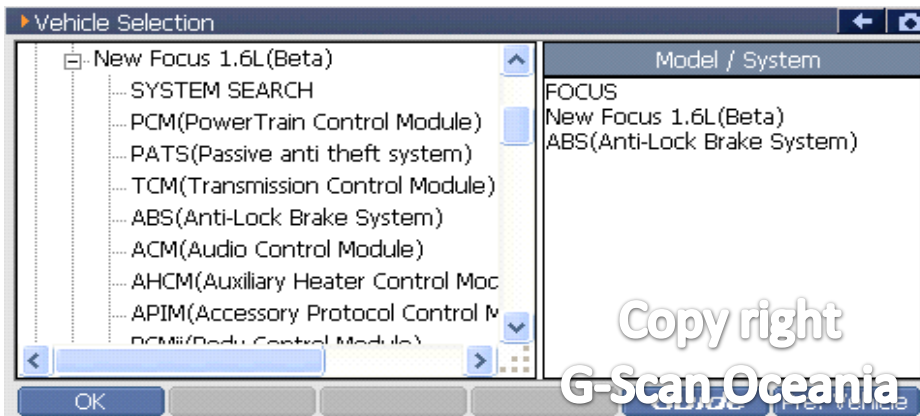 Vehicle Selection
New Focus 1.6L(Beta)
SYSTEM SEARCH
PCM(PowerTrain Control Module)
PATS(Passive anti theft system)
TCM(Transmission Control Module)
ABS(Anti-Lock Brake System)
ACM(Audio Control Module)
AHCM(Auxiliary Heater Control Moc
APIM(Accessory Protocol Control M
Model / System
FOCUS
New Focus 1.6L(Beta)
ABS(Anti-Lock Brake System)
Copy right
G-Scan Oceania
OK